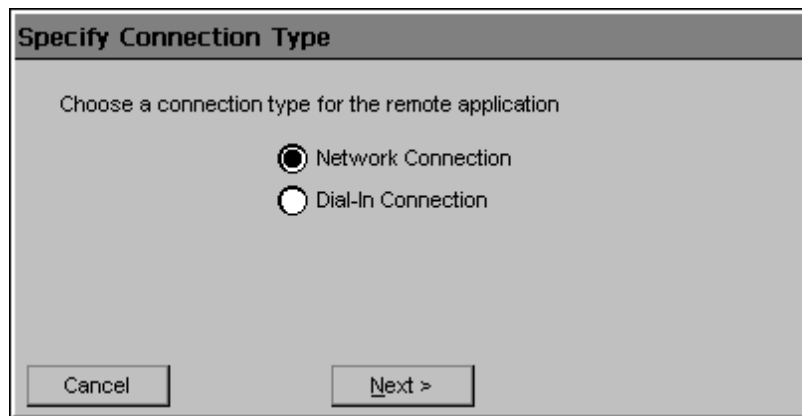 Specify Connection Type
Choose a connection type for the remote application
Network Connection
Dial-In Connection
Cancel
Next >